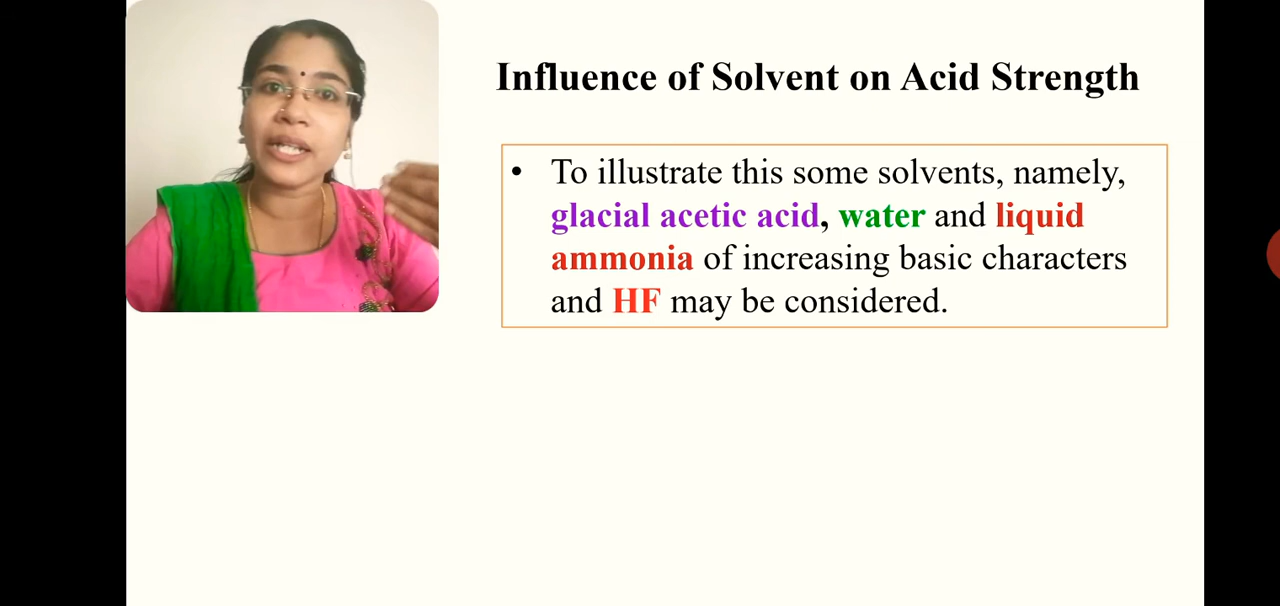 Influence of Solvent on Acid Strength
• To illustrate this some solvents, namely,
glacial acetic acid, water and liquid
ammonia of increasing basic characters
and HF may be considered.